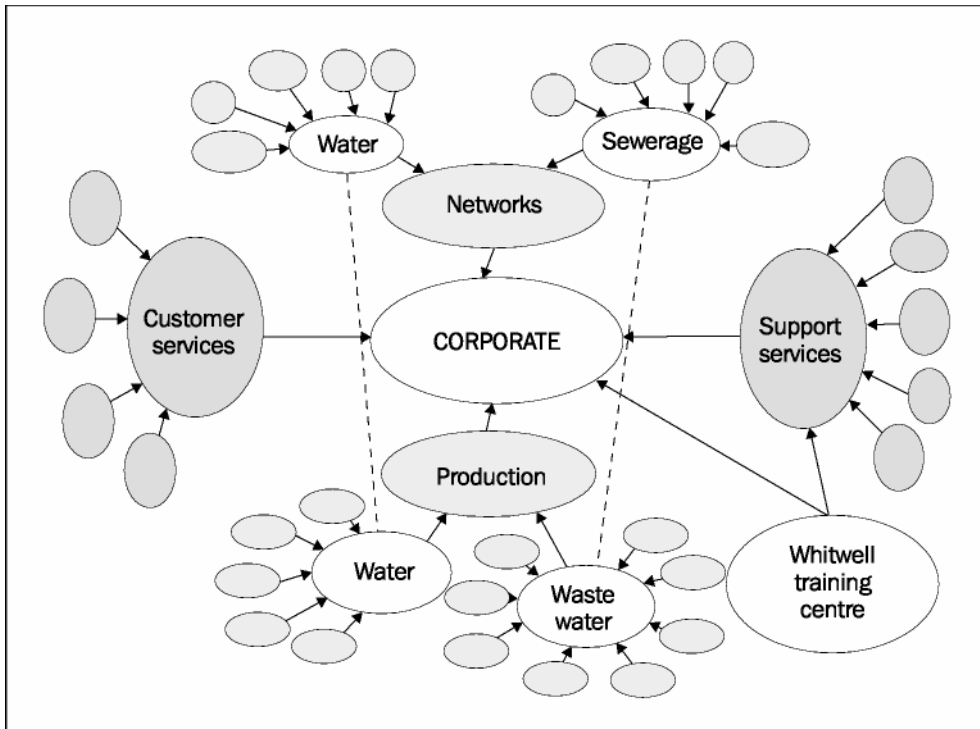 Water
Sewerage
Networks
Customer
services
CORPORATE
Support
services
Production
Water
Waste
water
Whitwell
training
centre